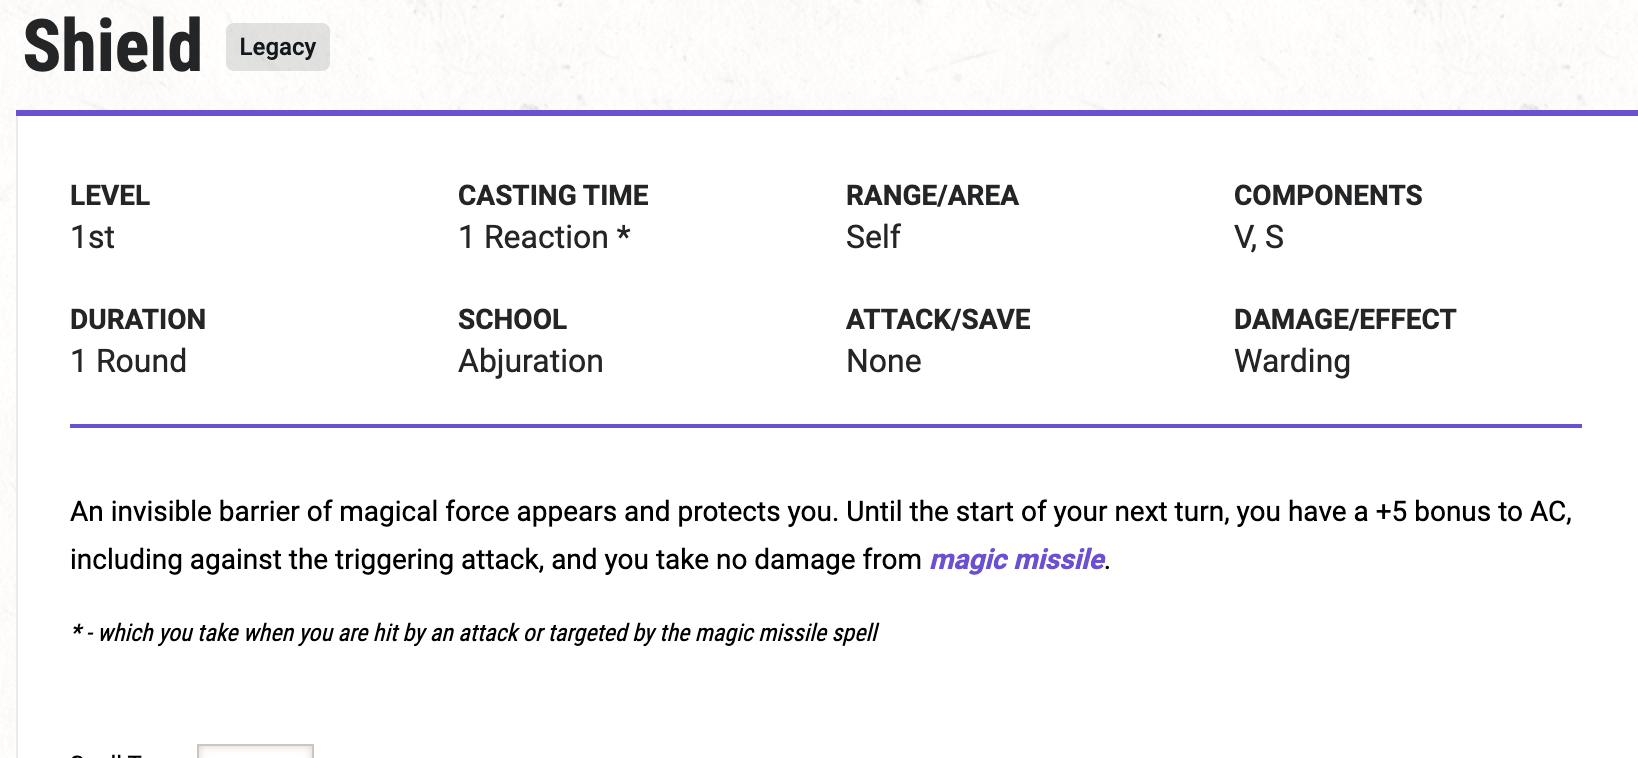 Shield Legacy
LEVEL CASTING TIME RANGE/AREA COMPONENTS
1st 1 Reaction * Self V, S
DURATION SCHOOL ATTACK/SAVE DAMAGE/EFFECT
1 Round Abjuration None Warding
An invisible barrier of magical force appears and protects you. Until the start of your next turn, you have a +5 bonus to AC,
including against the triggering attack, and you take no damage from magic missile.
* - which you take when you are hit by an attack or targeted by the magic missile spell